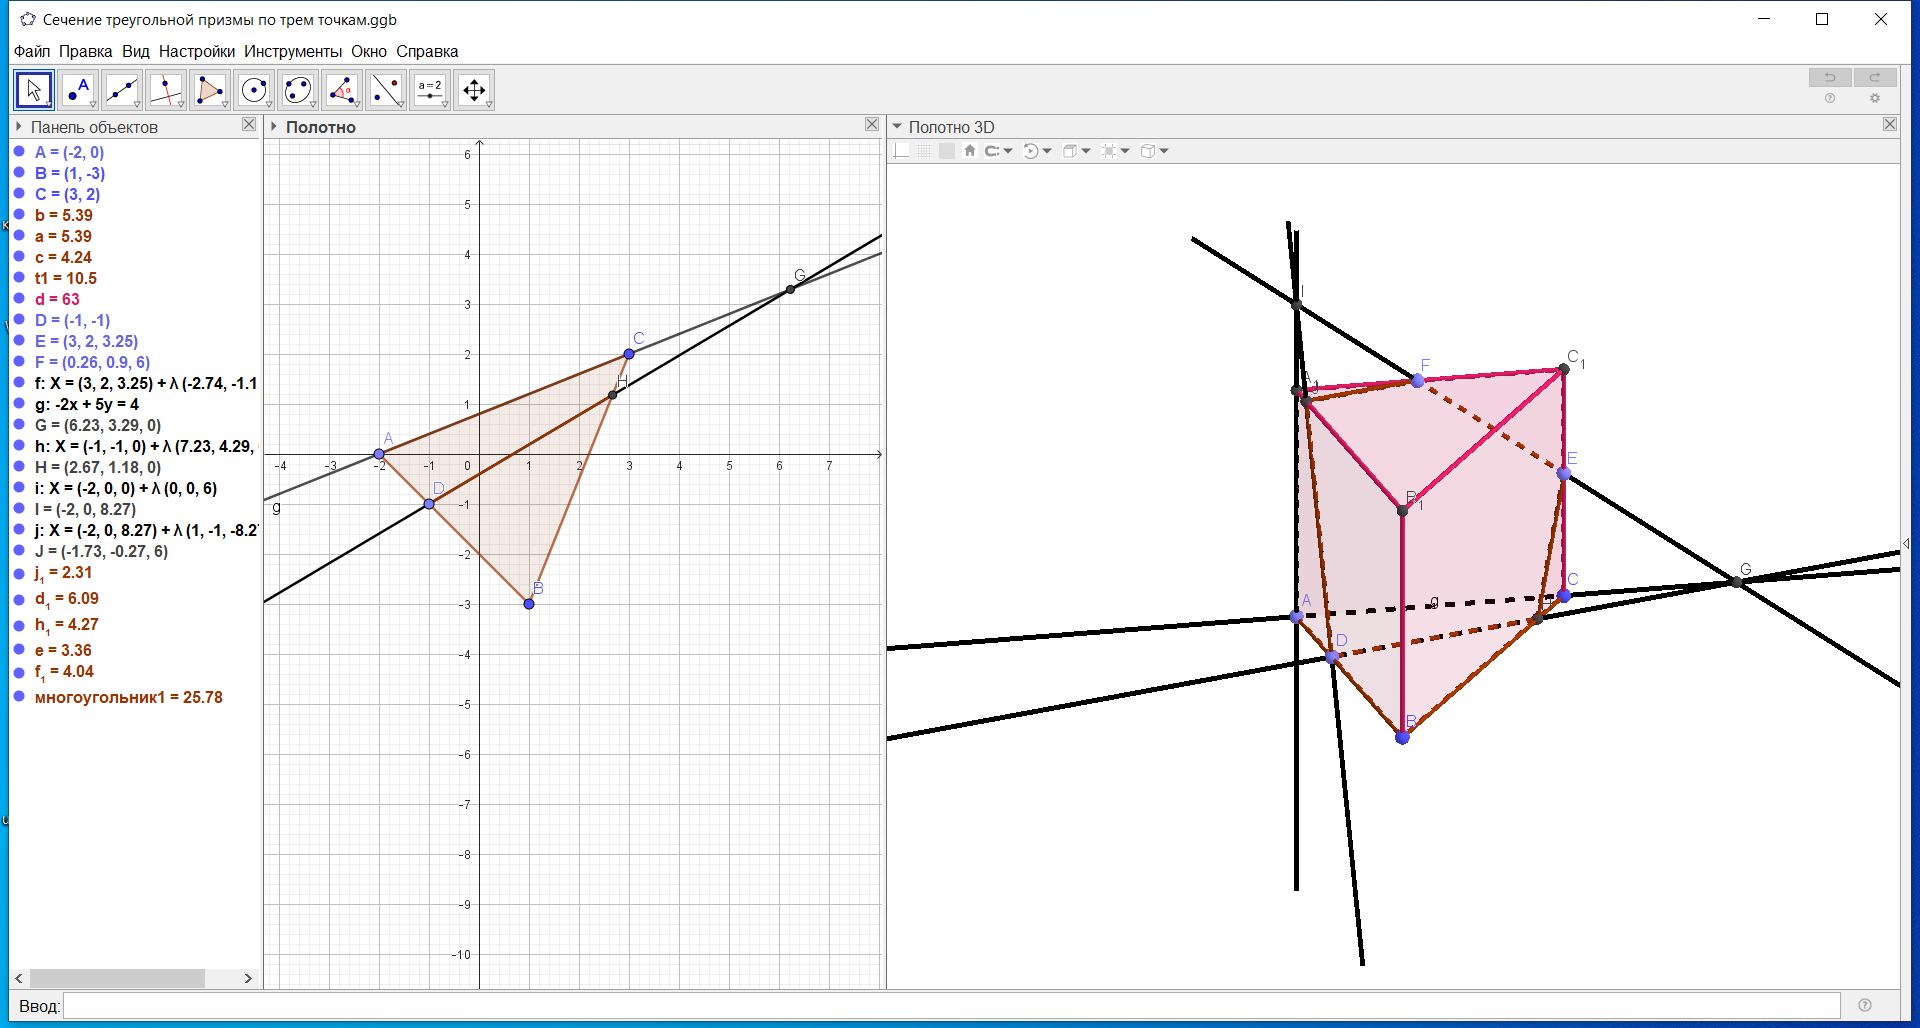 Сечение треугольной призмы по трем точкам.ggb
Файл Правка Вид Настройки Инструменты Окно Справка
A
α
a = 2
Панель объектов
Полотно
Полотно 3D
A = (-2, 0)
B = (1, -3)
C = (3, 2)
b = 5.39
a = 5.39
c = 4.24
t1 = 10.5
d = 63
D = (-1, -1)
E = (3, 2, 3.25)
F = (0.26, 0.9, 6)
f: X = (3, 2, 3.25) + λ (-2.74, -1.1
g: -2x + 5y = 4
G = (6.23, 3.29, 0)
h: X = (-1, -1, 0) + λ (7.23, 4.29,
H = (2.67, 1.18, 0)
i: X = (-2, 0, 0) + λ (0, 0, 6)
I = (-2, 0, 8.27)
j: X = (-2, 0, 8.27) + λ (1, -1, -8.2
J = (-1.73, -0.27, 6)
j1 = 2.31
d1 = 6.09
h1 = 4.27
e = 3.36
f1 = 4.04
многоугольник1 = 25.78
6
5
4
3
2
1
-4 -3 -2 -1 0 1 2 3 4 5 6 7
-1
-2
-3
-4
-5
-6
-7
-8
-9
-10
G
C
H
A
D
g
B
I
F
C1
E
B1
G
C
A
g
D
B
Ввод: